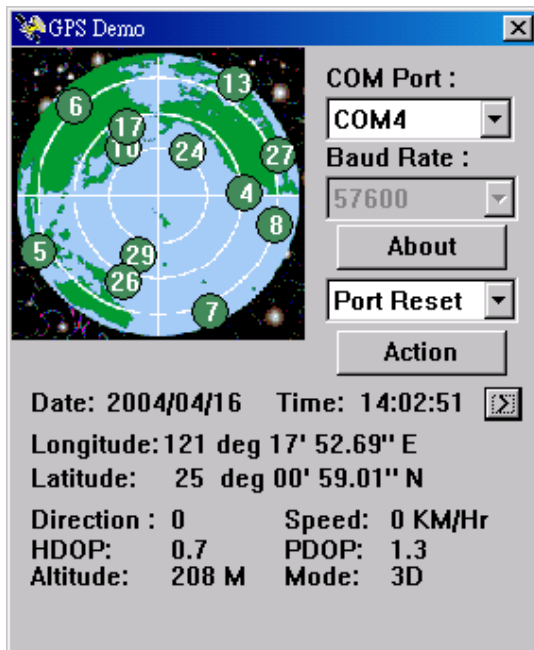 GPS Demo
COM Port :
COM4
Baud Rate :
57600
About
Port Reset
Action
13
6
17
10
24
27
4
8
5
29
26
7
Date: 2004/04/16 Time: 14:02:51
Longitude: 121 deg 17' 52.69" E
Latitude: 25 deg 00' 59.01" N
Direction : 0 Speed: 0 KM/Hr
HDOP: 0.7 PDOP: 1.3
Altitude: 208 M Mode: 3D